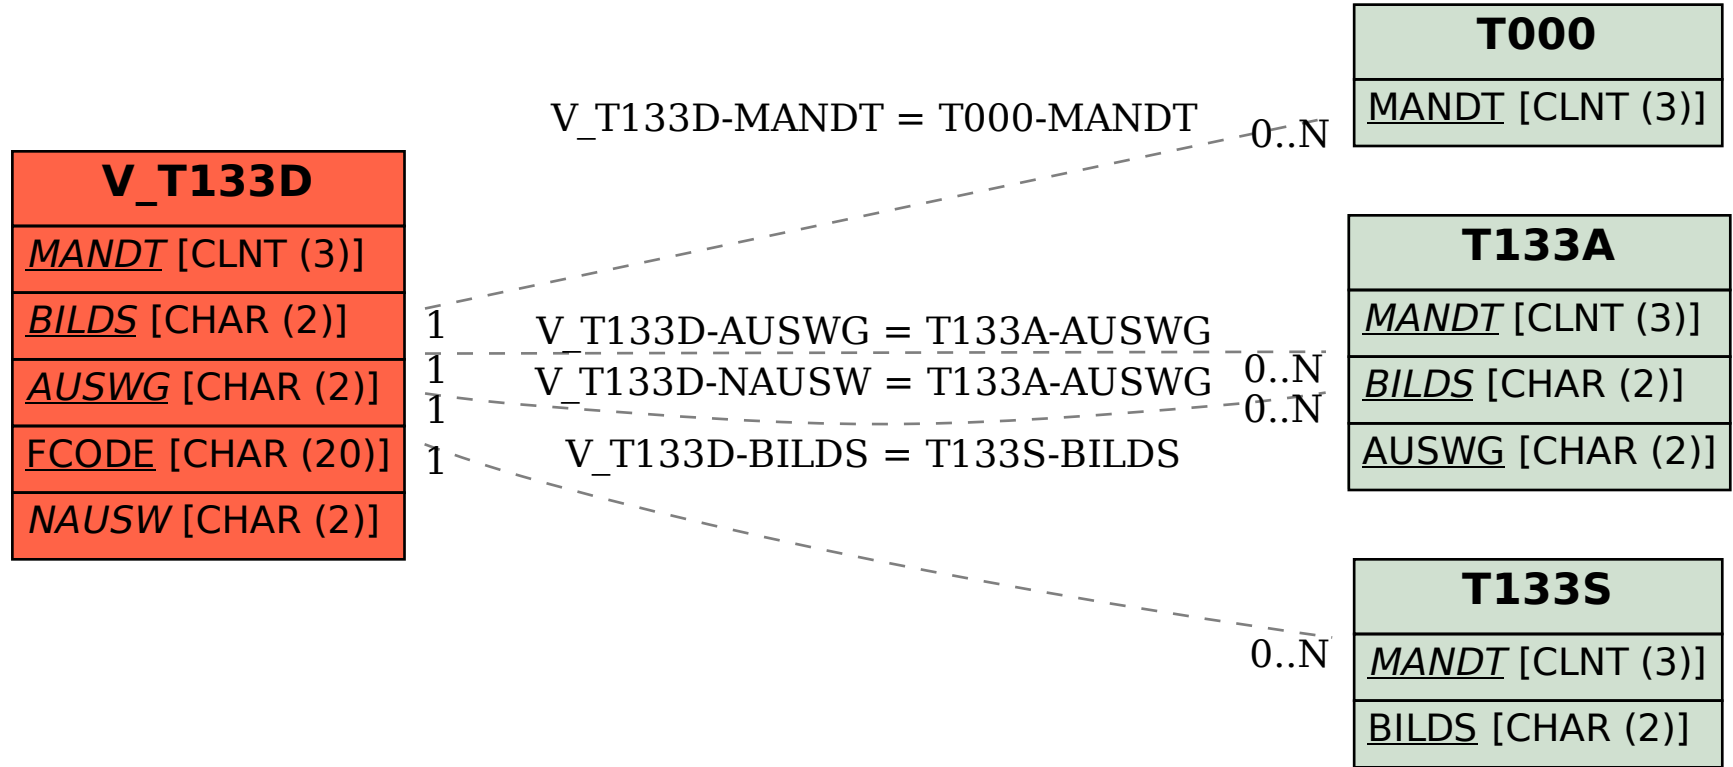 V_T133D
MANDT [CLNT (3)]
BILDS [CHAR (2)]
AUSWG [CHAR (2)]
FCODE [CHAR (20)]
NAUSW [CHAR (2)]
V_T133D-MANDT = T000-MANDT
1
0..N
V_T133D-AUSWG = T133A-AUSWG
1
0..N
V_T133D-NAUSW = T133A-AUSWG
1
0..N
V_T133D-BILDS = T133S-BILDS
1
0..N
T000
MANDT [CLNT (3)]
T133A
MANDT [CLNT (3)]
BILDS [CHAR (2)]
AUSWG [CHAR (2)]
T133S
MANDT [CLNT (3)]
BILDS [CHAR (2)]